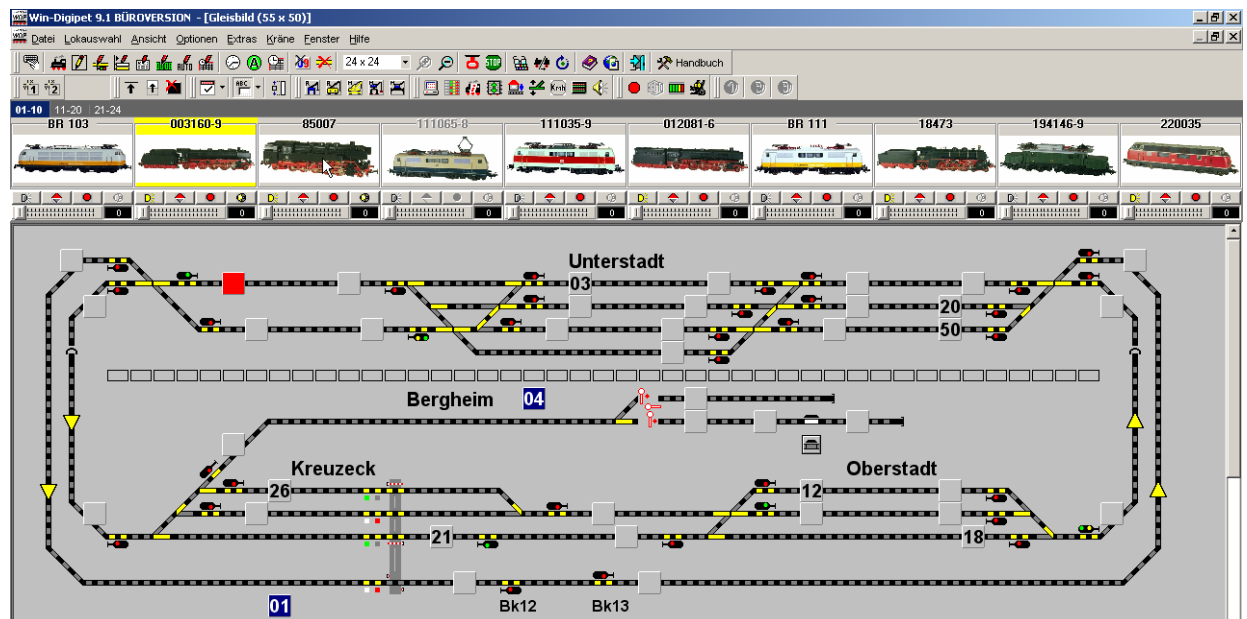 Win-Digipet 9.1 BÜROVERSION - [Gleisbild (55 x 50)]
Datei Lokauswahl Ansicht Optionen Extras Kräne Fenster Hilfe
24 x 24 STOP Handbuch
ABC Kmh
01-10 11-20 21-24
BR 103 003160-9 85007 111065-8 111035-9 012081-6 BR 111 18473 194146-9 220035
0 0 0 0 0 0 0 0 0 0
Unterstadt
03
20
50
Bergheim 04
Kreuzeck Oberstadt
26 12
21 18
01 Bk12 Bk13